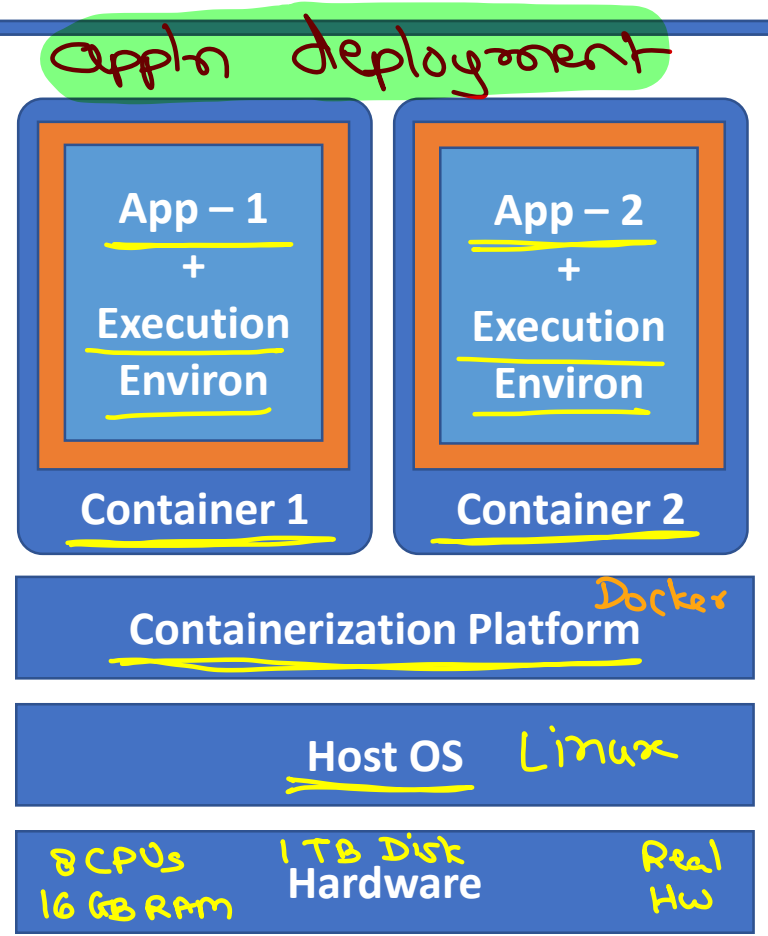 appln deployment
App – 1
+
Execution
Environ
Container 1
App – 2
+
Execution
Environ
Container 2
Docker
Containerization Platform
Host OS Linux
8 CPUs 1 TB Disk Real
Hardware
16 GB RAM HW